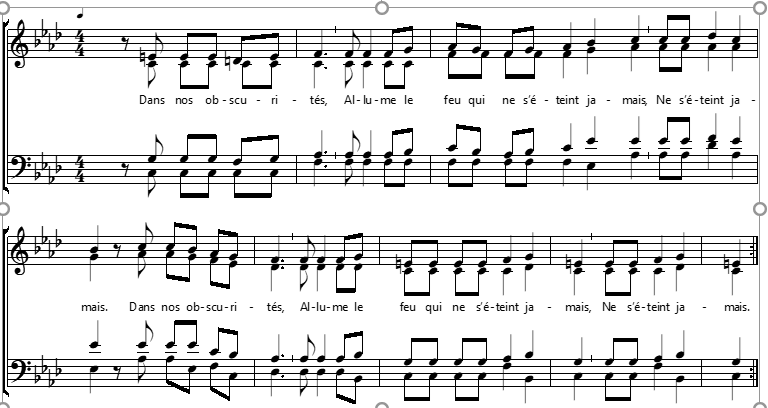 Dans nos ob - scu - ri - tés, Al - lu - me le feu qui ne s'é - teint ja - mais, Ne s'é - teint ja -
mais. Dans nos ob - scu - ri - tés, Al - lu - me le feu qui ne s'é - teint ja - mais, Ne s'é - teint ja - mais.